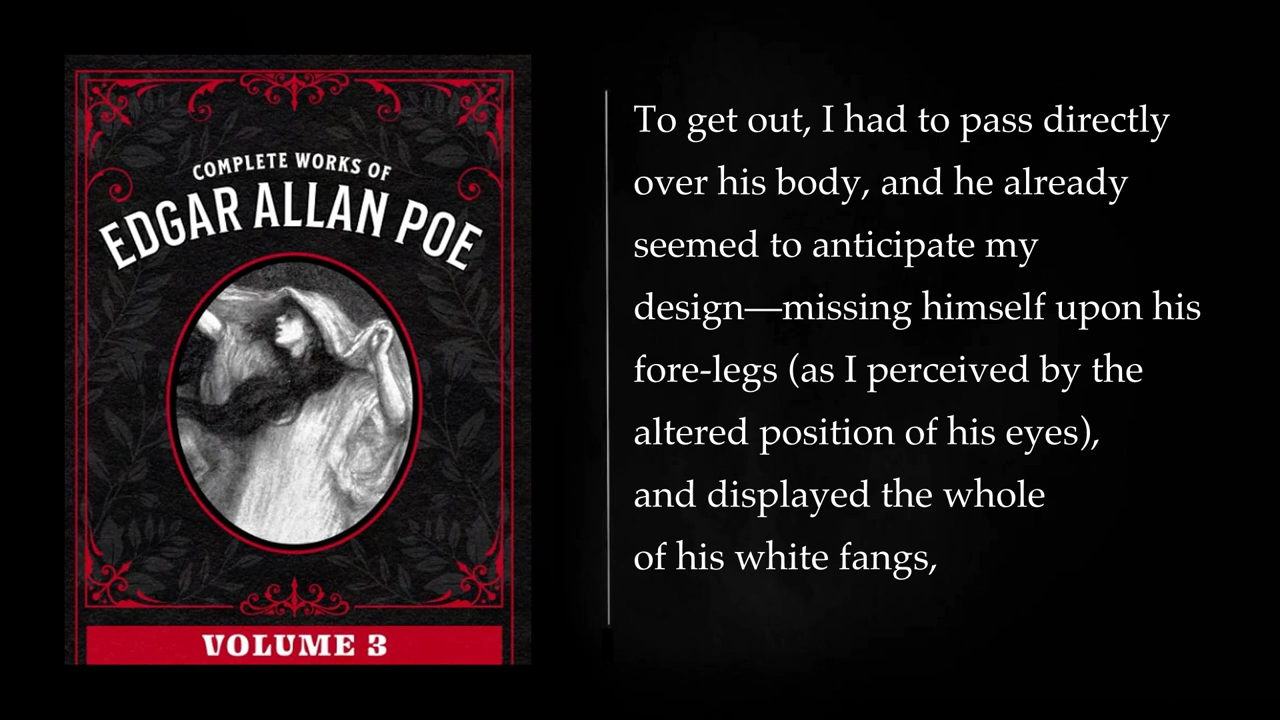 COMPLETE WORKS OF
EDGAR ALLAN POE
VOLUME 3
To get out, I had to pass directly
over his body, and he already
seemed to anticipate my
design—missing himself upon his
fore-legs (as I perceived by the
altered position of his eyes),
and displayed the whole
of his white fangs,